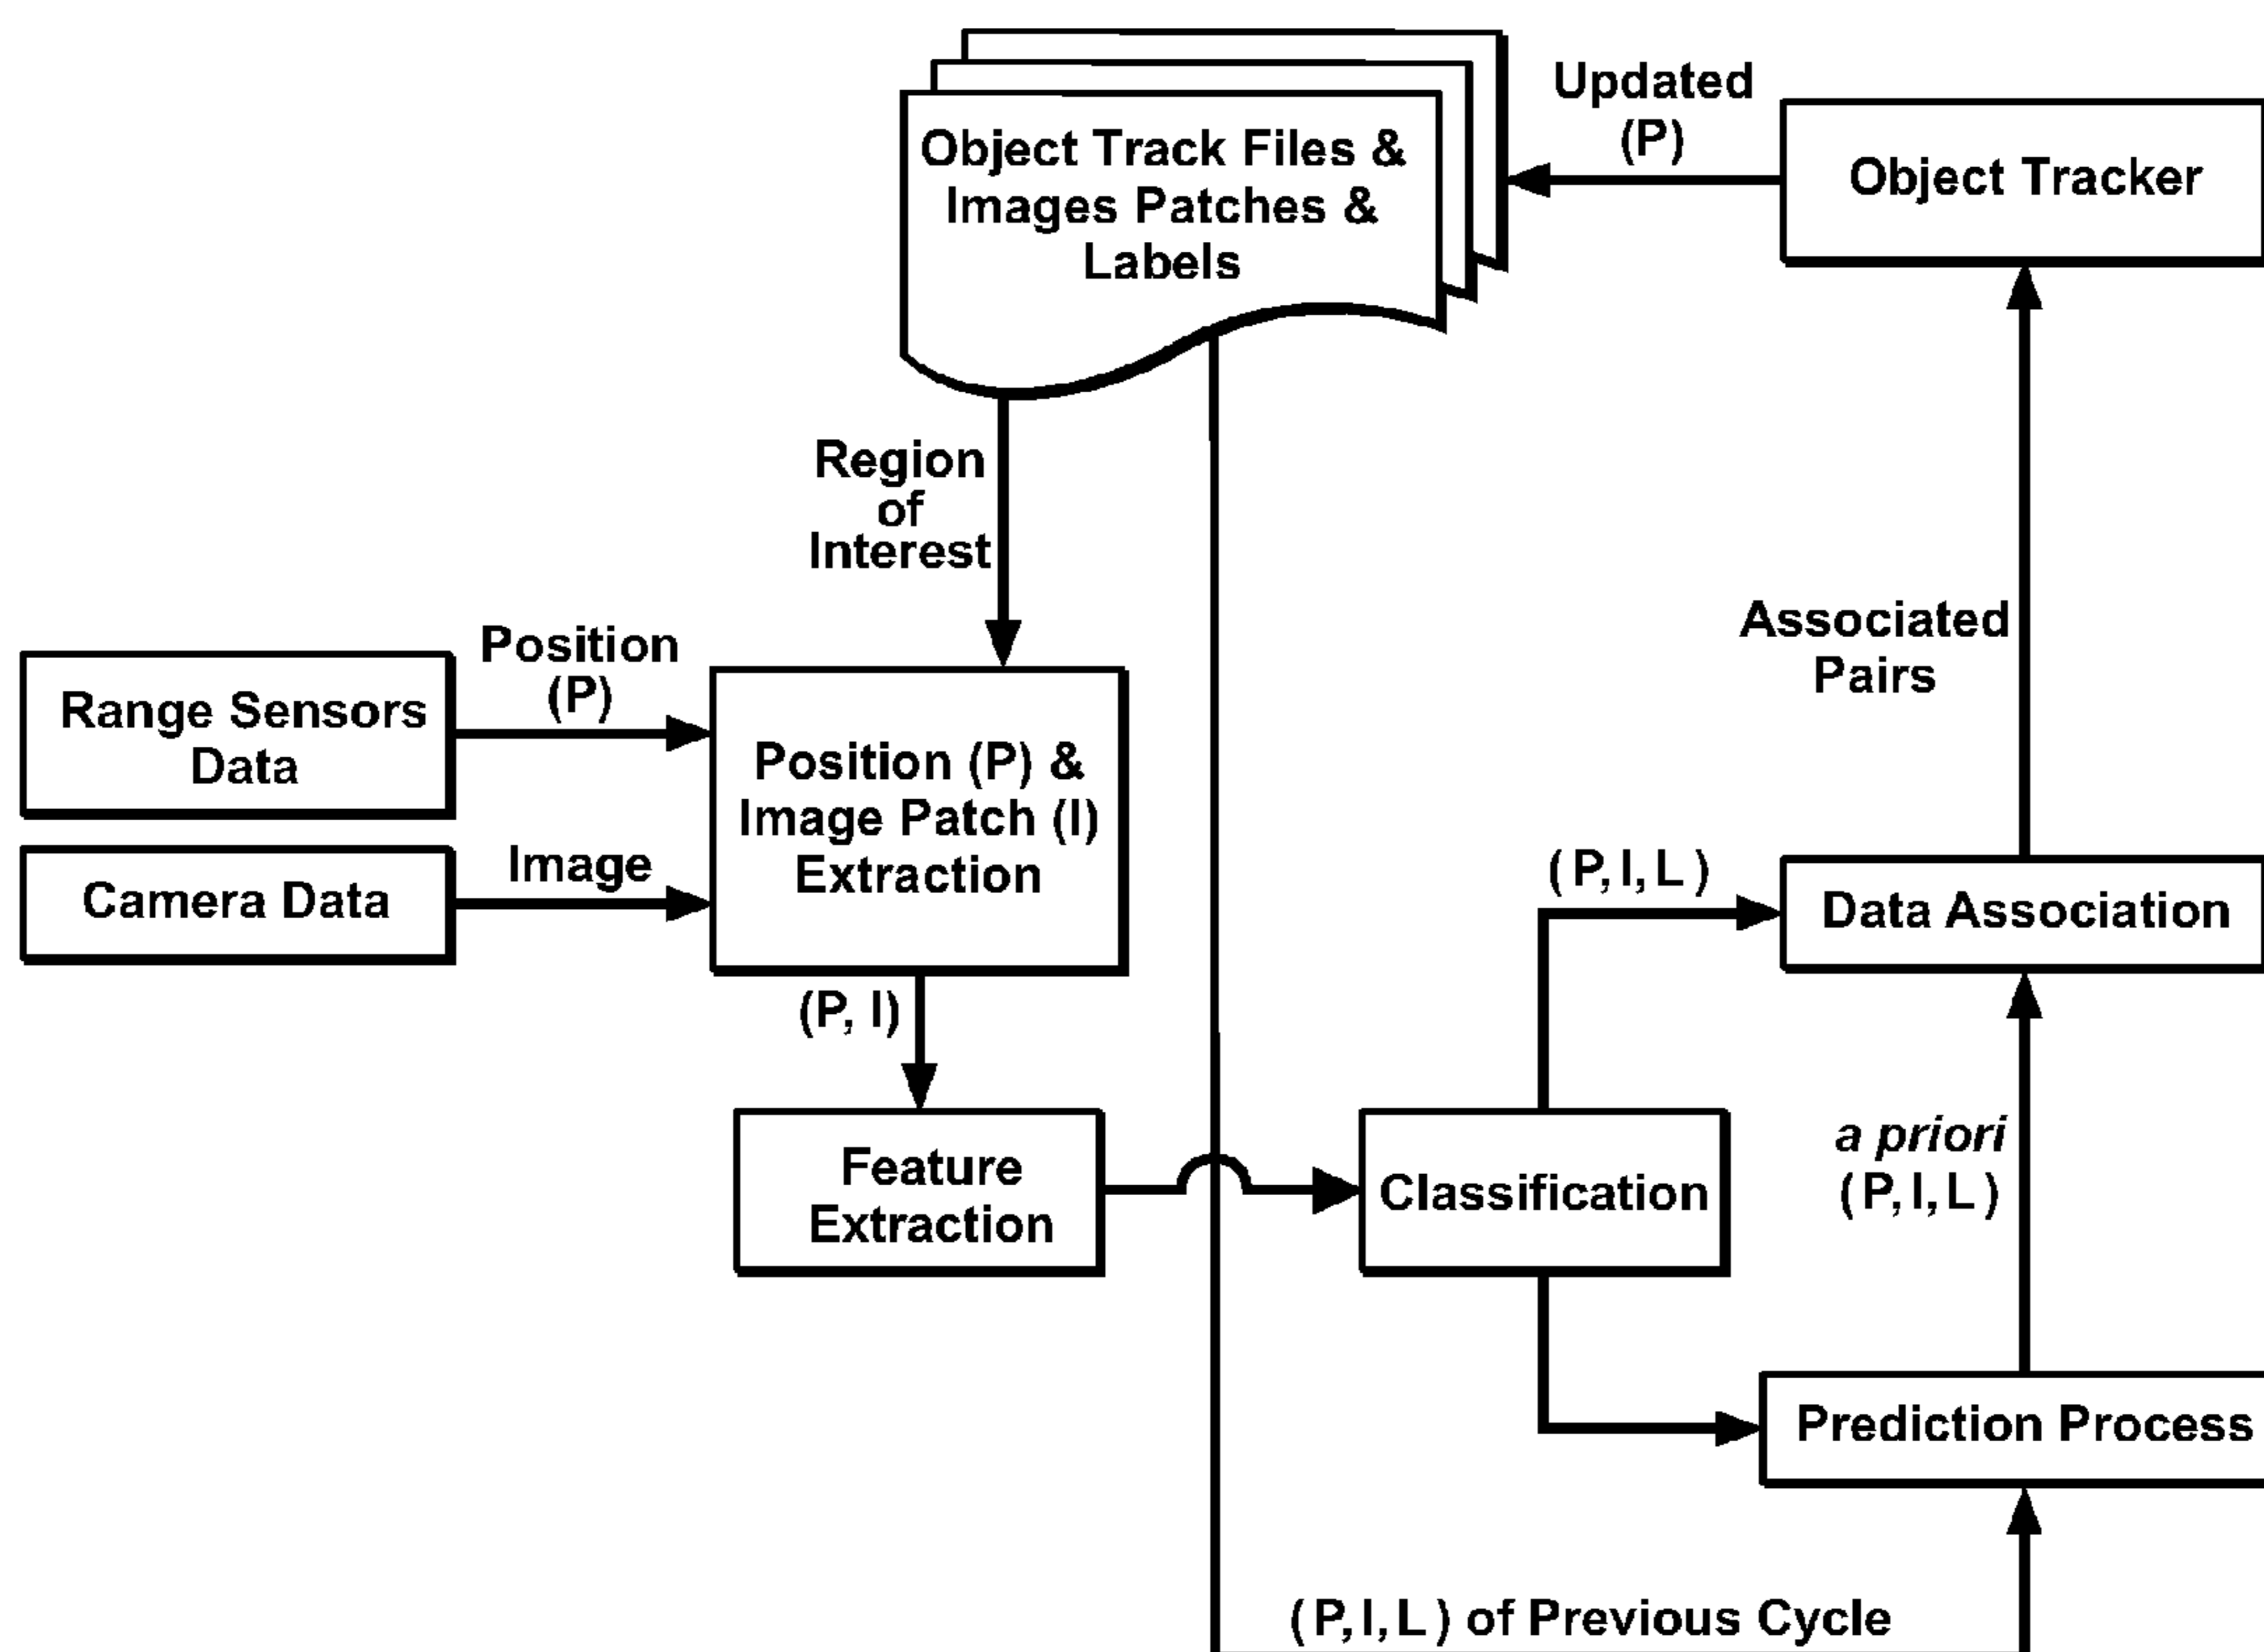 Object Track Files &
Images Patches &
Labels
Updated
(P)
Object Tracker
Region
of
Interest
Associated
Pairs
Range Sensors
Data
Position
(P)
Position (P) &
Image Patch (I)
Extraction
Camera Data
Image
(P, I)
Feature
Extraction
Classification
(P, I, L)
Data Association
a priori
(P, I, L)
Prediction Process
(P, I, L) of Previous Cycle